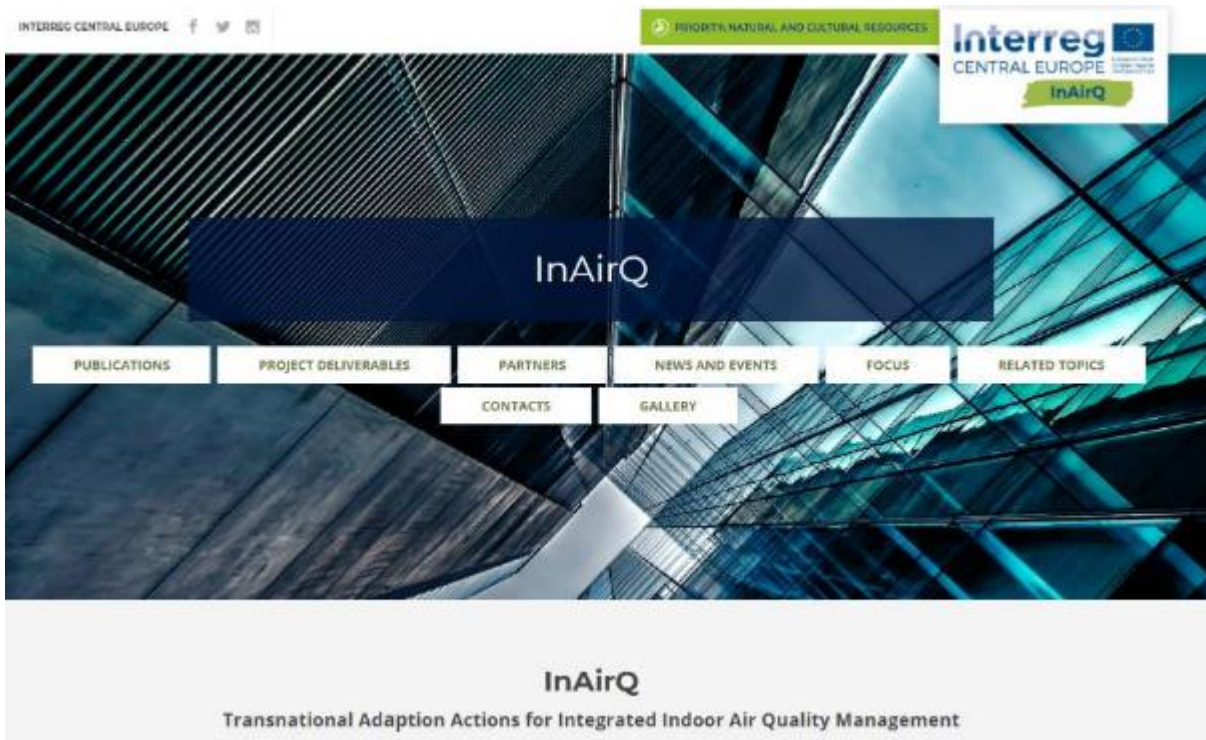 INTERREG CENTRAL EUROPE
PRIORITY: NATURAL AND CULTURAL RESOURCES
Interreg
CENTRAL EUROPE
InAirQ
InAirQ
PUBLICATIONS PROJECT DELIVERABLES PARTNERS NEWS AND EVENTS FOCUS RELATED TOPICS
CONTACTS GALLERY
InAirQ
Transnational Adaption Actions for Integrated Indoor Air Quality Management